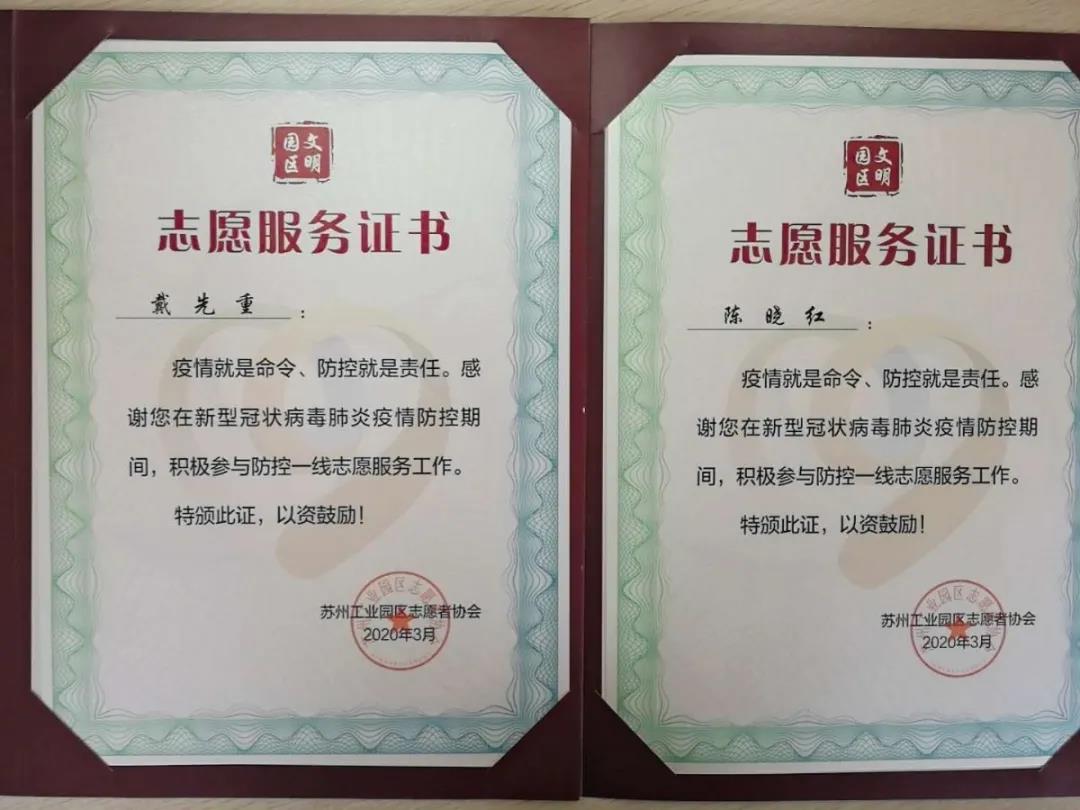 文明
园区
志愿服务证书
戴先重：
疫情就是命令、防控就是责任。感
谢您在新型冠状病毒肺炎疫情防控期
间，积极参与防控一线志愿服务工作。
特颁此证，以资鼓励！
苏州工业园区志愿者协会
2020年3月
文明
园区
志愿服务证书
陈晓红：
疫情就是命令、防控就是责任。感
谢您在新型冠状病毒肺炎疫情防控期
间，积极参与防控一线志愿服务工作。
特颁此证，以资鼓励！
苏州工业园区志愿者协会
2020年3月